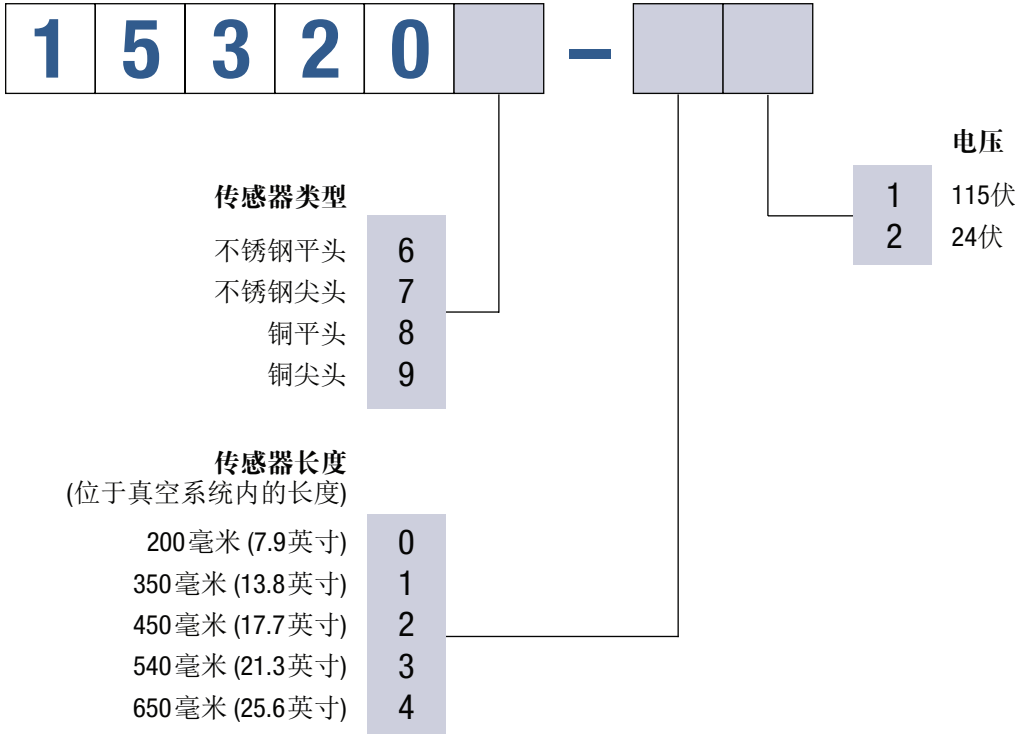 15320 –
电压
1 115伏
2 24伏
传感器类型
不锈钢平头 6
不锈钢尖头 7
铜平头 8
铜尖头 9
传感器长度
(位于真空系统内的长度)
200毫米 (7.9英寸) 0
350毫米 (13.8英寸) 1
450毫米 (17.7英寸) 2
540毫米 (21.3英寸) 3
650毫米 (25.6英寸) 4